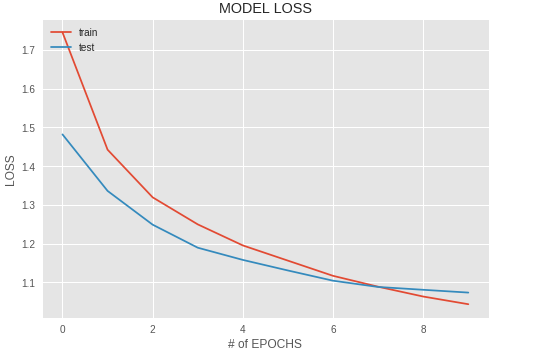 MODEL LOSS
train
test
1.7
1.6
1.5
1.4
1.3
1.2
1.1
LOSS
0 2 4 6 8
# of EPOCHS